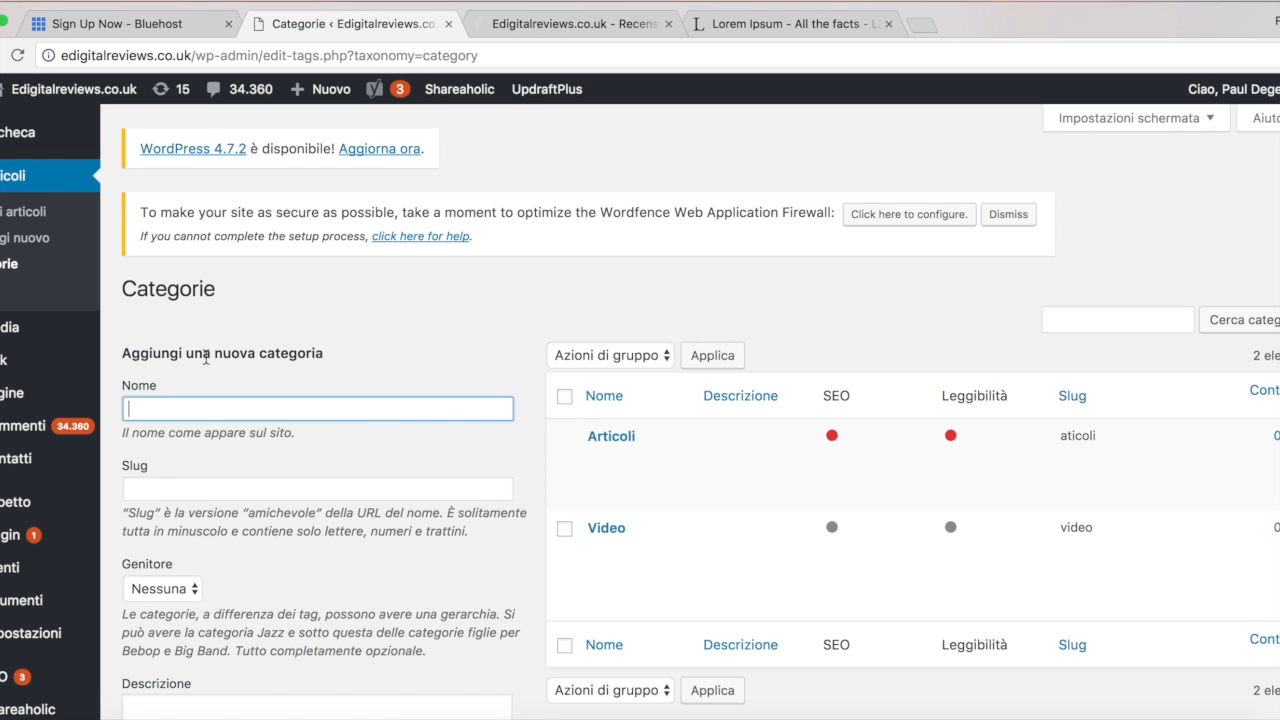 Sign Up Now - Bluehost
Categorie ‹ Edigitalreviews.co.
Edigitalreviews.co.uk - Recens
Lorem Ipsum - All the facts - L
edigitalreviews.co.uk/wp-admin/edit-tags.php?taxonomy=category
Edigitalreviews.co.uk 15 34.360 + Nuovo 3 Shareaholic UpdraftPlus Ciao, Paul Dege
Impostazioni schermata ▼ Aiuto
acheca
icoli
i articoli
gi nuovo
orie
dia
k
gine
mmenti 34.360
ntatti
petto
gin 1
enti
umenti
postazioni
O 3
areaholic
WordPress 4.7.2 è disponibile! Aggiorna ora.
To make your site as secure as possible, take a moment to optimize the Wordfence Web Application Firewall: Click here to configure. Dismiss
If you cannot complete the setup process, click here for help.
Categorie
Cerca categ
Aggiungi una nuova categoria
Nome
Il nome come appare sul sito.
Slug
“Slug” è la versione “amichevole” della URL del nome. È solitamente
tutta in minuscolo e contiene solo lettere, numeri e trattini.
Genitore
Nessuna
Le categorie, a differenza dei tag, possono avere una gerarchia. Si
può avere la categoria Jazz e sotto questa delle categorie figlie per
Bebop e Big Band. Tutto completamente opzionale.
Descrizione
Azioni di gruppo Applica 2 ele
Nome Descrizione SEO Leggibilità Slug Cont
Articoli aticoli 0
Video video 0
Nome Descrizione SEO Leggibilità Slug Cont
Azioni di gruppo Applica 2 ele